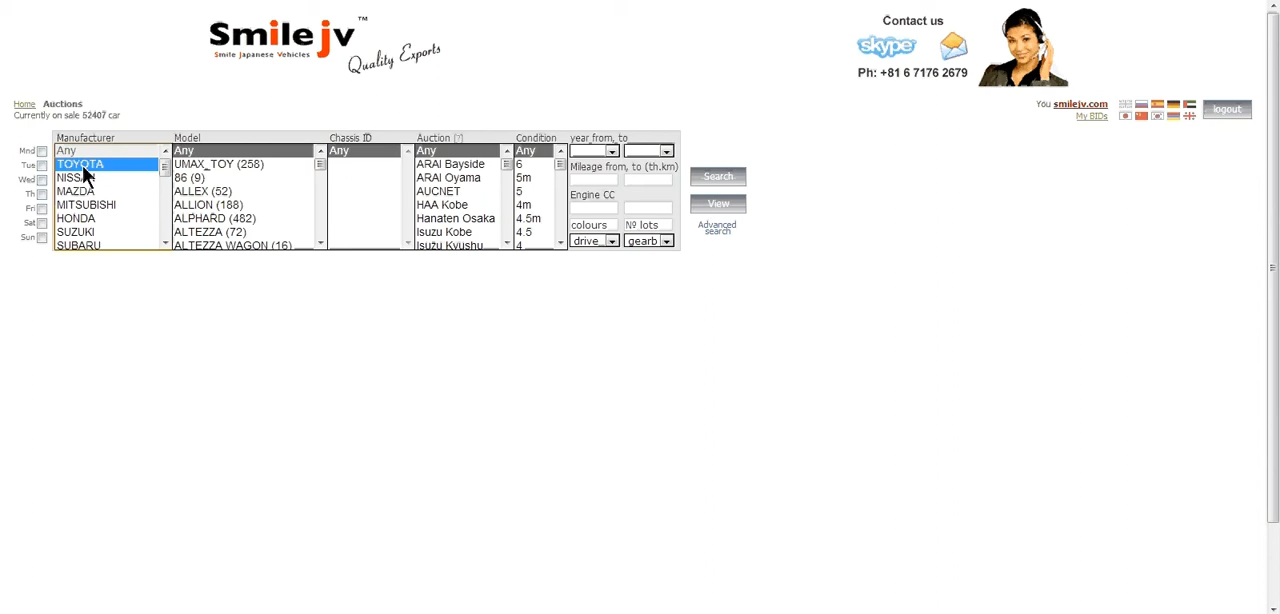 Smile jv ™
Smile Japanese Vehicles
Quality Exports
Contact us
skype
Ph: +81 6 7176 2679
Home Auctions
Currently on sale 52407 car
You smilejv.com
My BIDs
logout
Manufacturer Model Chassis ID Auction [?] Condition year from, to
Mnd Any Any Any Any Any
Tue TOYOTA UMAX_TOY (258) ARAI Bayside 6 Mileage from, to (th.km)
Wed NISSAN 86 (9) ARAI Oyama 5m
Th MAZDA ALLEX (52) AUCNET 5 Engine CC
Fri MITSUBISHI ALLION (188) HAA Kobe 4m
Sat HONDA ALPHARD (482) Hanaten Osaka 4.5m colours Nº lots
Sun SUZUKI ALTEZZA (72) Isuzu Kobe 4.5 drive gearb
SUBARU ALTEZZA WAGON (16) Isuzu Kyushu 4
Search
View
Advanced
search